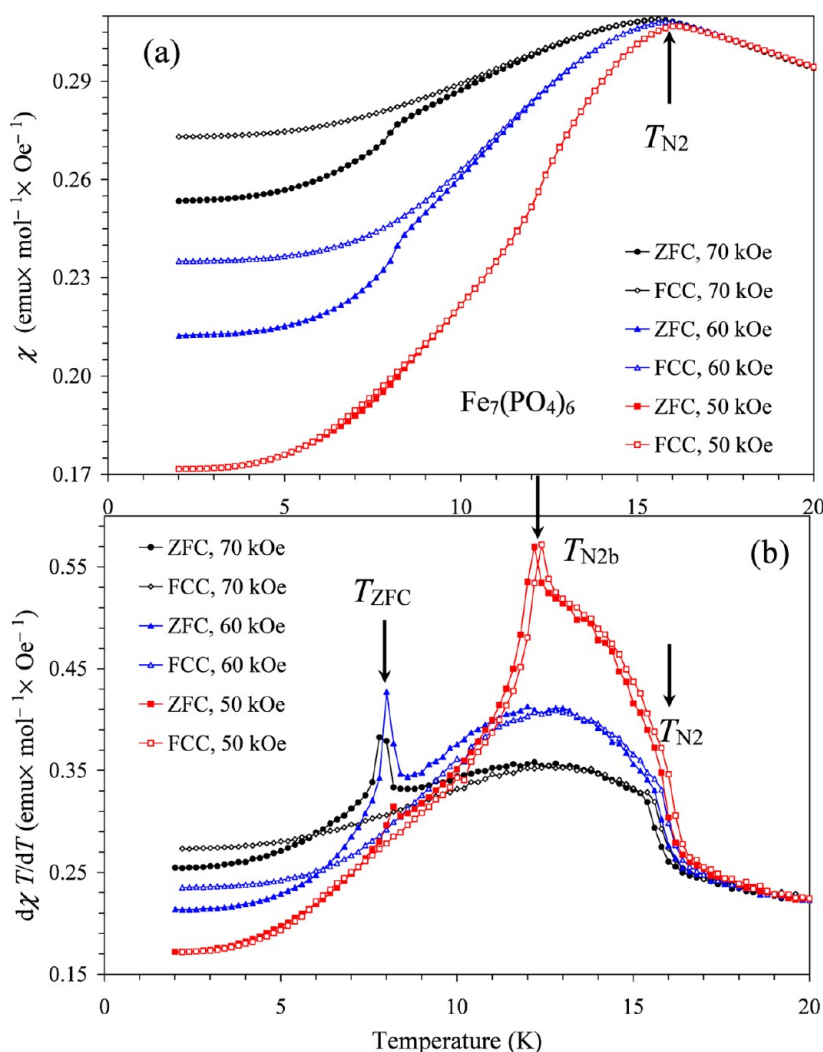 (a)
0.29
0.26
0.23
0.20
0.17
χ (emu× mol⁻¹× Oe⁻¹)
T_N2
ZFC, 70 kOe
FCC, 70 kOe
ZFC, 60 kOe
FCC, 60 kOe
ZFC, 50 kOe
FCC, 50 kOe
Fe₇(PO₄)₆
0 5 10 15 20
(b)
0.55
0.45
0.35
0.25
0.15
dχT/dT (emu× mol⁻¹× Oe⁻¹)
ZFC, 70 kOe
FCC, 70 kOe
ZFC, 60 kOe
FCC, 60 kOe
ZFC, 50 kOe
FCC, 50 kOe
T_ZFC
T_N2b
T_N2
0 5 10 15 20
Temperature (K)